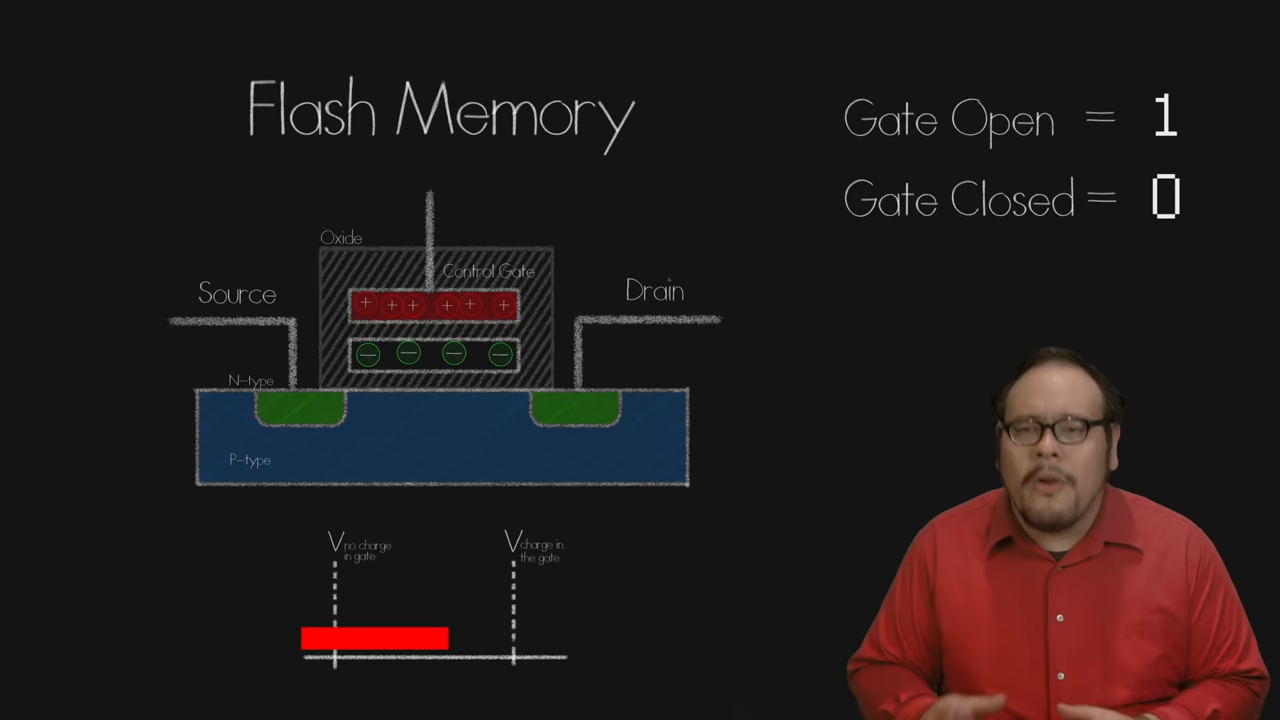 Flash Memory
Gate Open = 1
Gate Closed = 0
Oxide
Control Gate
Source
Drain
+ + + + + +
− − − −
N-type
P-type
V no charge
in gate
V charge in
the gate